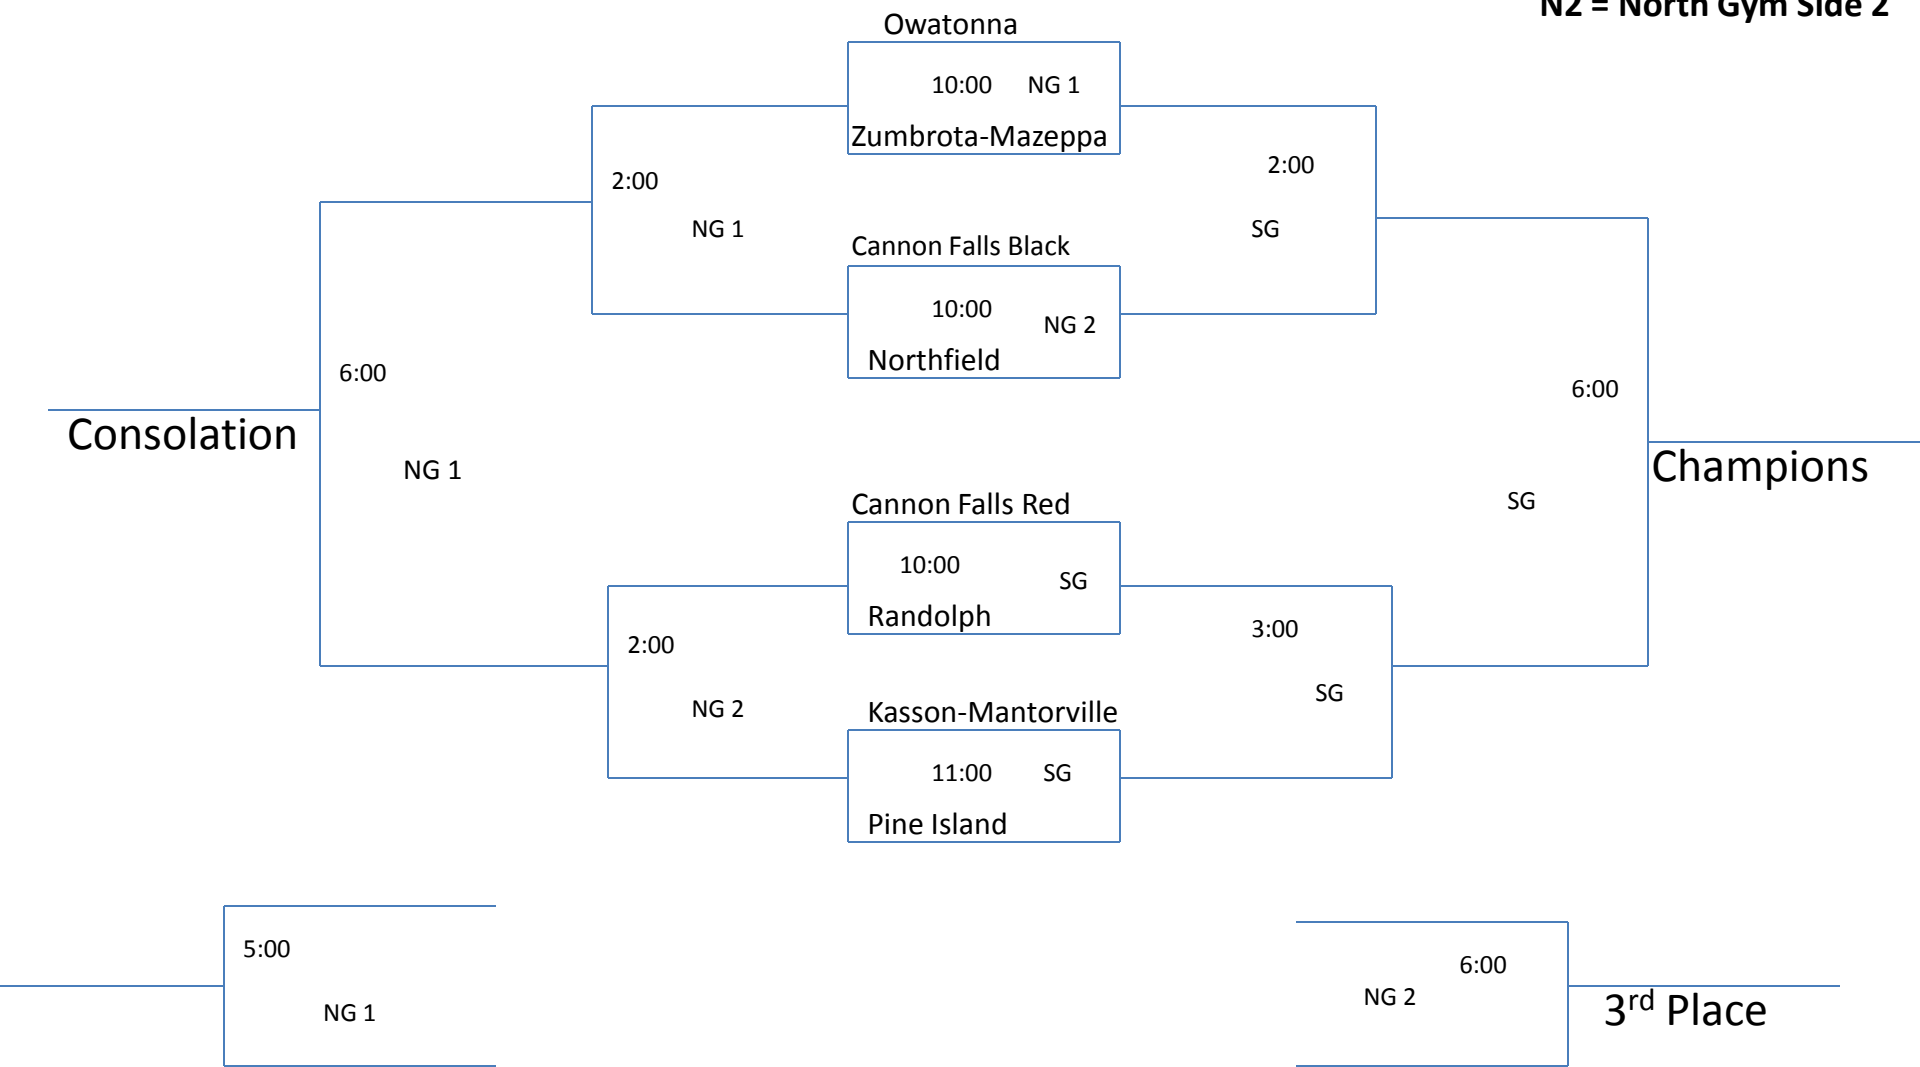 N2 = North Gym Side 2
Owatonna
10:00 NG 1
Zumbrota-Mazeppa
2:00
2:00
NG 1
SG
Cannon Falls Black
10:00
NG 2
Northfield
6:00
6:00
Consolation
Champions
NG 1
SG
Cannon Falls Red
10:00
SG
Randolph
2:00
3:00
NG 2
SG
Kasson-Mantorville
11:00 SG
Pine Island
5:00
6:00
NG 1
NG 2
3rd Place